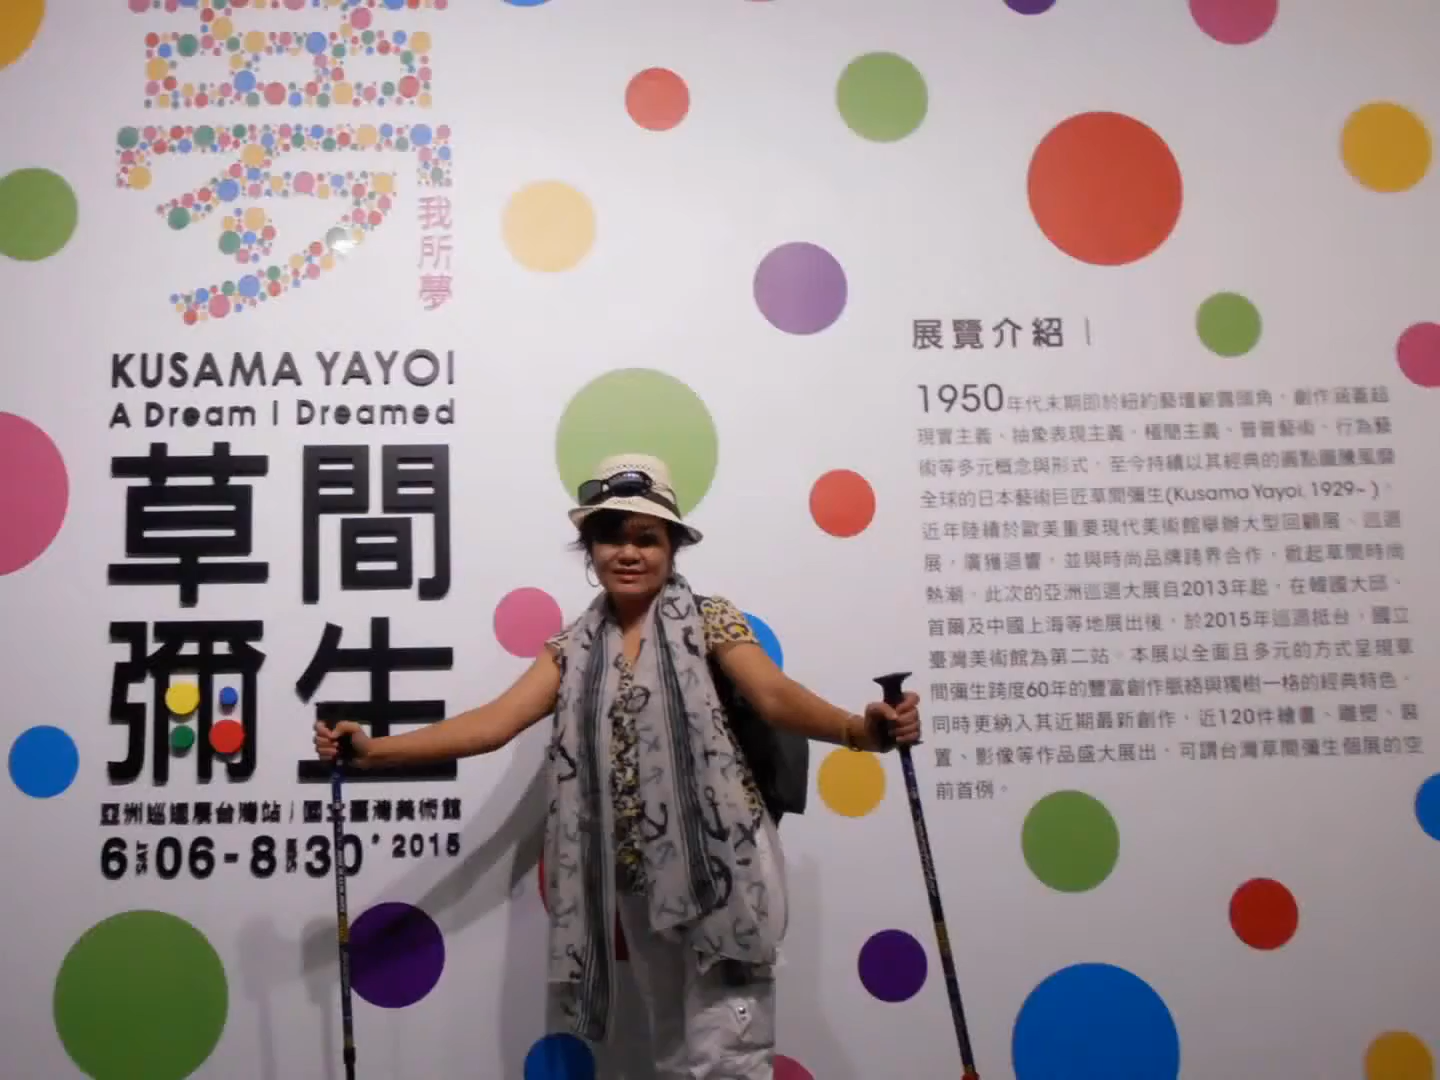 夢
我所夢
KUSAMA YAYOI
A Dream I Dreamed
草間
彌生
亞洲巡迴展台灣站 / 國立臺灣美術館
6 SAT 06 - 8 SUN 30 , 2015
展覽介紹
1950年代末期即於紐約藝壇嶄露頭角，創作涵蓋超
現實主義、抽象表現主義、極簡主義、普普藝術、行為藝
術等多元概念與形式，至今持續以其經典的圓點圖騰風靡
全球的日本藝術巨匠草間彌生(Kusama Yayoi, 1929~ )。
近年陸續於歐美重要現代美術館舉辦大型回顧展、巡迴
展，廣獲迴響，並與時尚品牌跨界合作，掀起草間時尚
熱潮。此次的亞洲巡迴大展自2013年起，在韓國大邱、
首爾及中國上海等地展出後，於2015年巡迴抵台，國立
臺灣美術館為第二站。本展以全面且多元的方式呈現草
間彌生跨度60年的豐富創作脈絡與獨樹一格的經典特色，
同時更納入其近期最新創作，近120件繪畫、雕塑、裝
置、影像等作品盛大展出，可謂台灣草間彌生個展的空
前首例。